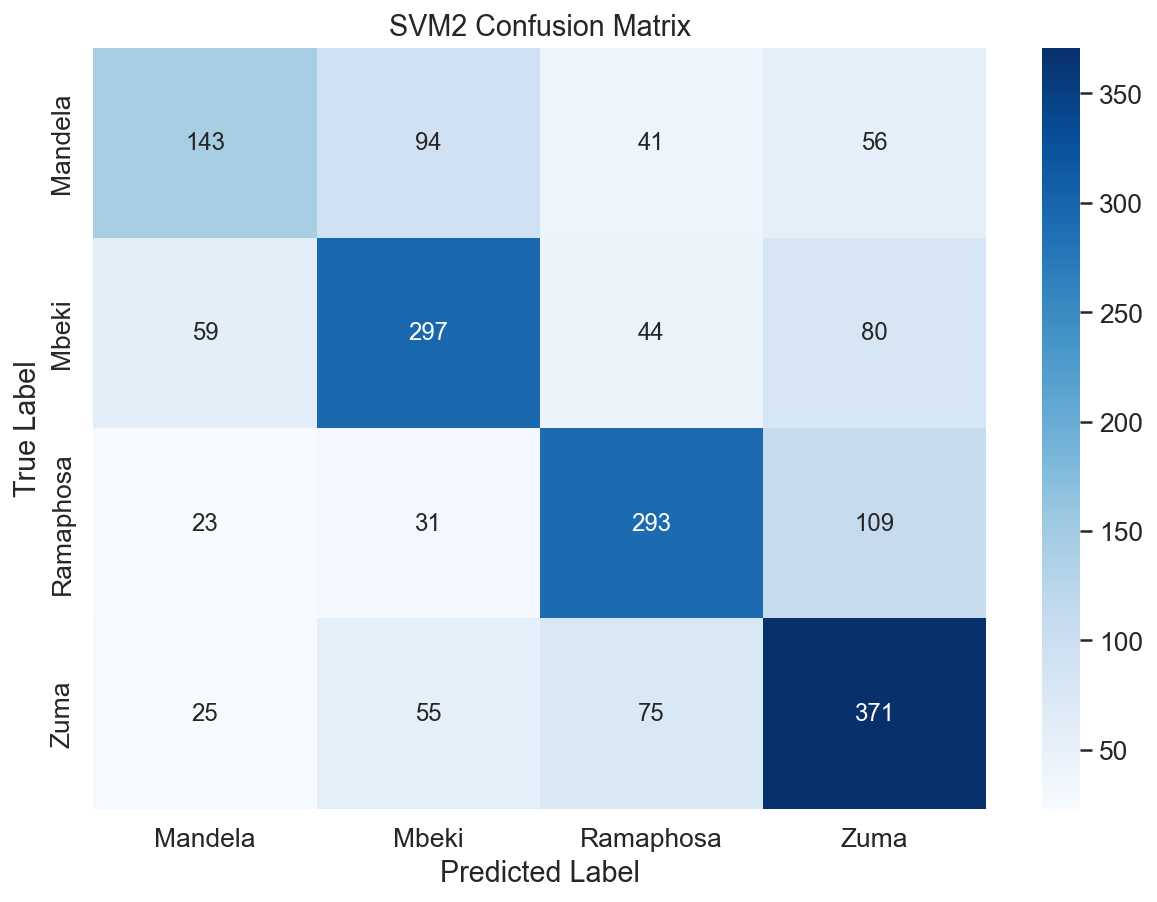 SVM2 Confusion Matrix
True Label
Mandela
143 94 41 56
Mbeki
59 297 44 80
Ramaphosa
23 31 293 109
Zuma
25 55 75 371
Mandela Mbeki Ramaphosa Zuma
Predicted Label
350
300
250
200
150
100
50